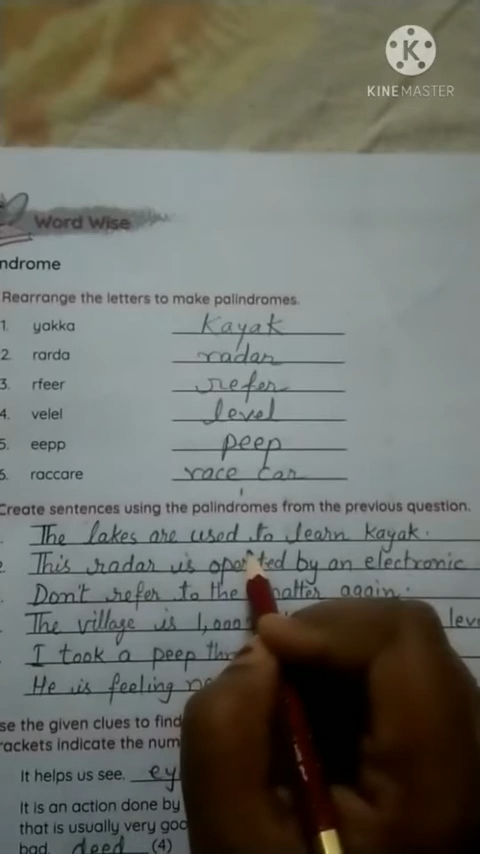 KINEMASTER
Word Wise
ndrome
Rearrange the letters to make palindromes.
1. yakka Kayak
2. rarda radar
3. rfeer refer
4. velel level
5. eepp peep
6. raccare race car
Create sentences using the palindromes from the previous question.
The lakes are used to learn kayak.
This radar is by an electronic
Don't refer to the matter again.
The village is 1,000
I took a peep
He is feeling
se the given clues to find
rackets indicate the num
It helps us see. ey
It is an action done by
that is usually very goo
bad. deed (4)